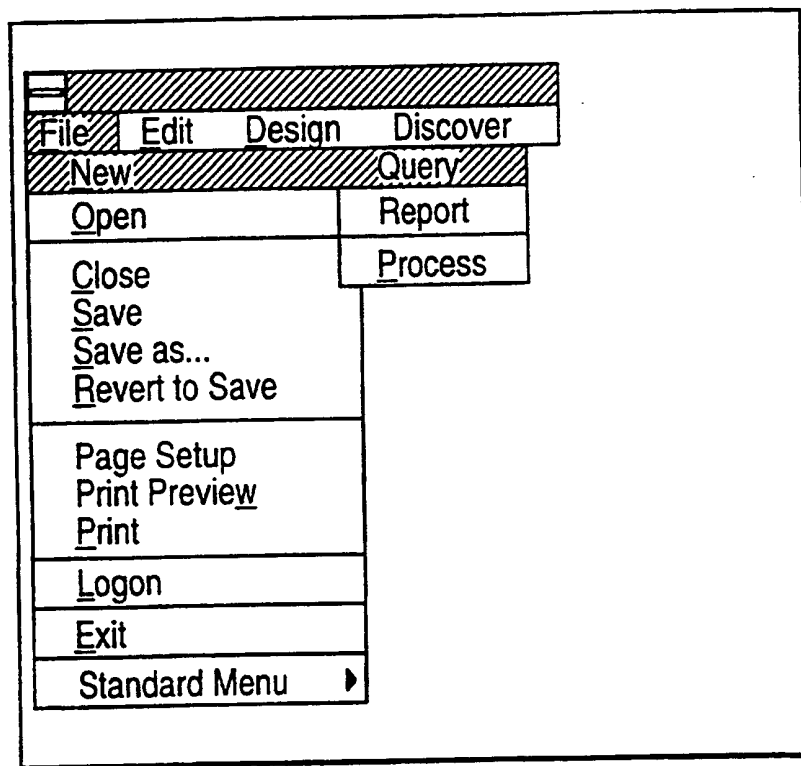 File Edit Design Discover
New Query
Open Report
Process
Close
Save
Save as...
Revert to Save
Page Setup
Print Preview
Print
Logon
Exit
Standard Menu